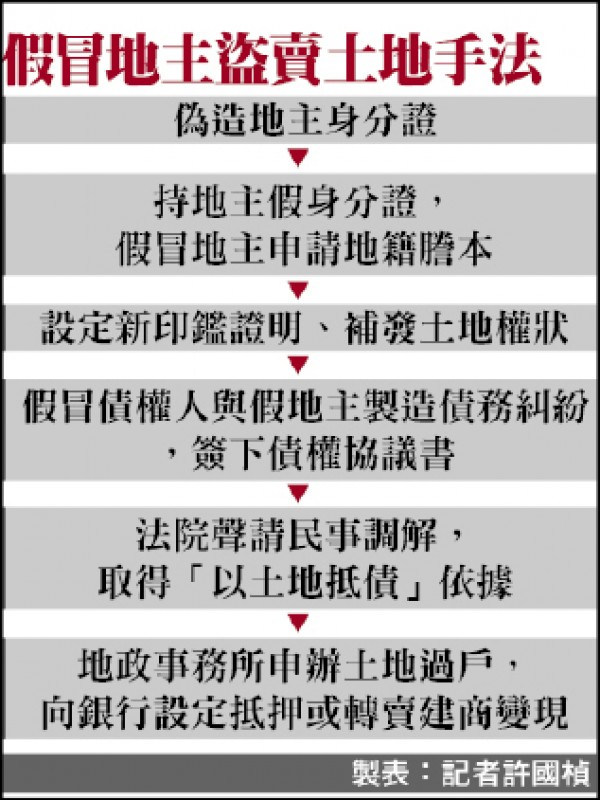 假冒地主盜賣土地手法
偽造地主身分證
持地主假身分證，
假冒地主申請地籍謄本
設定新印鑑證明、補發土地權狀
假冒債權人與假地主製造債務糾紛
，簽下債權協議書
法院聲請民事調解，
取得「以土地抵債」依據
地政事務所申辦土地過戶，
向銀行設定抵押或轉賣建商變現
製表：記者許國楨